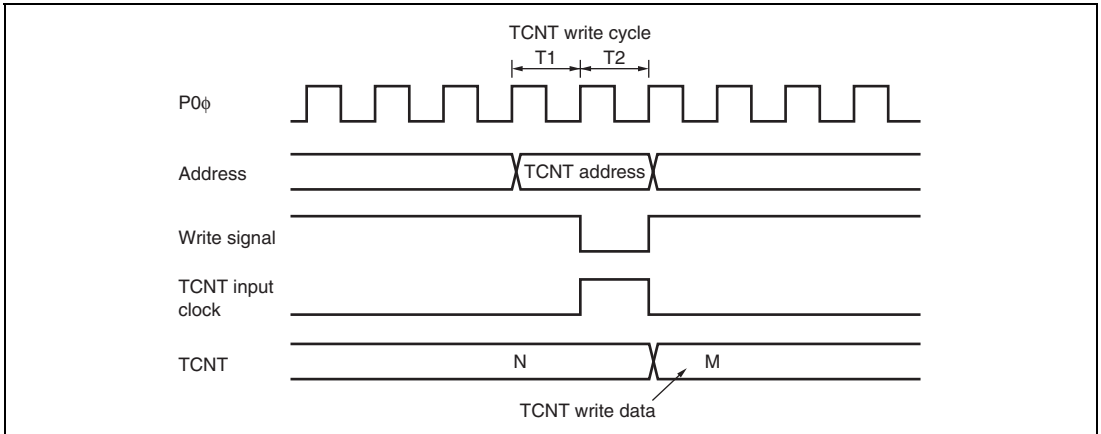 TCNT write cycle
T1 T2
P0ϕ
Address TCNT address
Write signal
TCNT input
clock
TCNT N M
TCNT write data